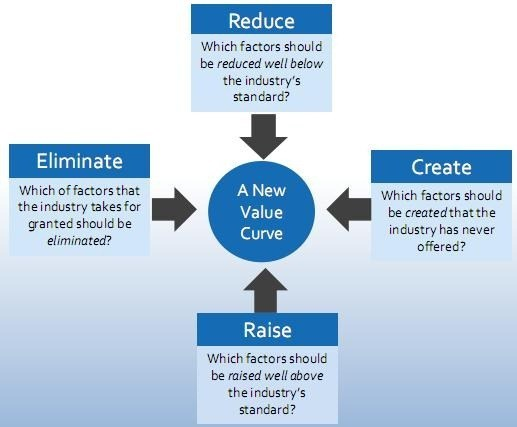 Reduce
Which factors should
be reduced well below
the industry's
standard?
Eliminate
Which of factors that
the industry takes for
granted should be
eliminated?
A New
Value
Curve
Create
Which factors should
be created that the
industry has never
offered?
Raise
Which factors should
be raised well above
the industry's
standard?